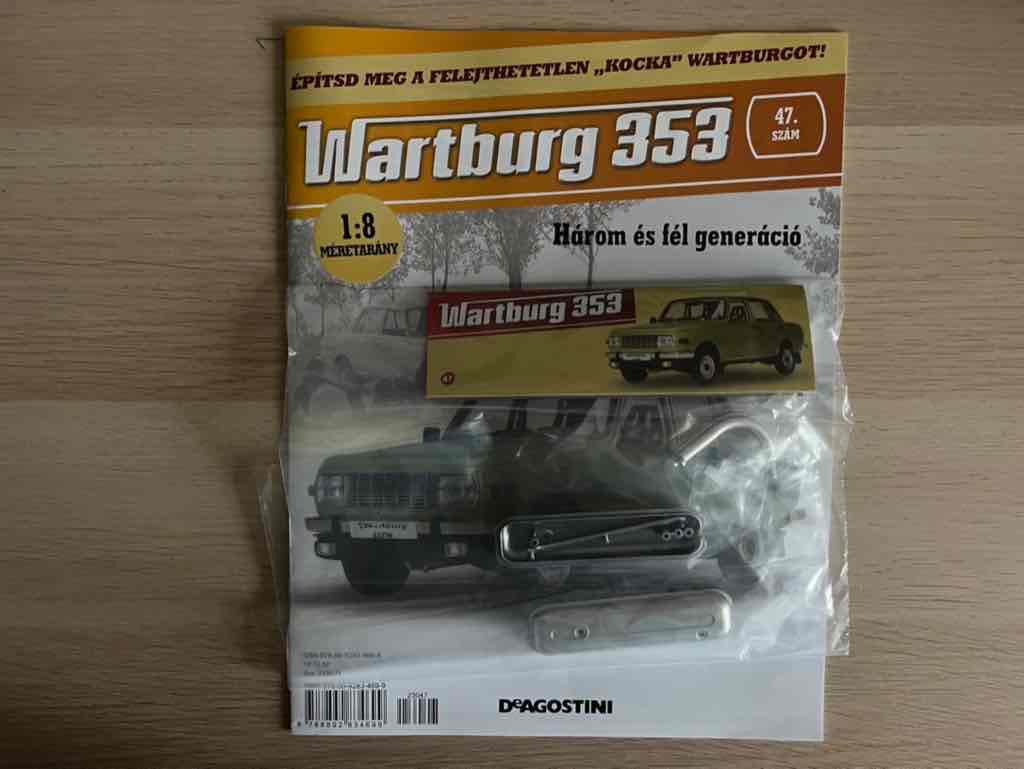 ÉPÍTSD MEG A FELEJTHETETLEN „KOCKA” WARTBURGOT!
Wartburg 353
47.
SZÁM
1:8
MÉRETARÁNY
Három és fél generáció
Wartburg 353
47
DeAGOSTINI